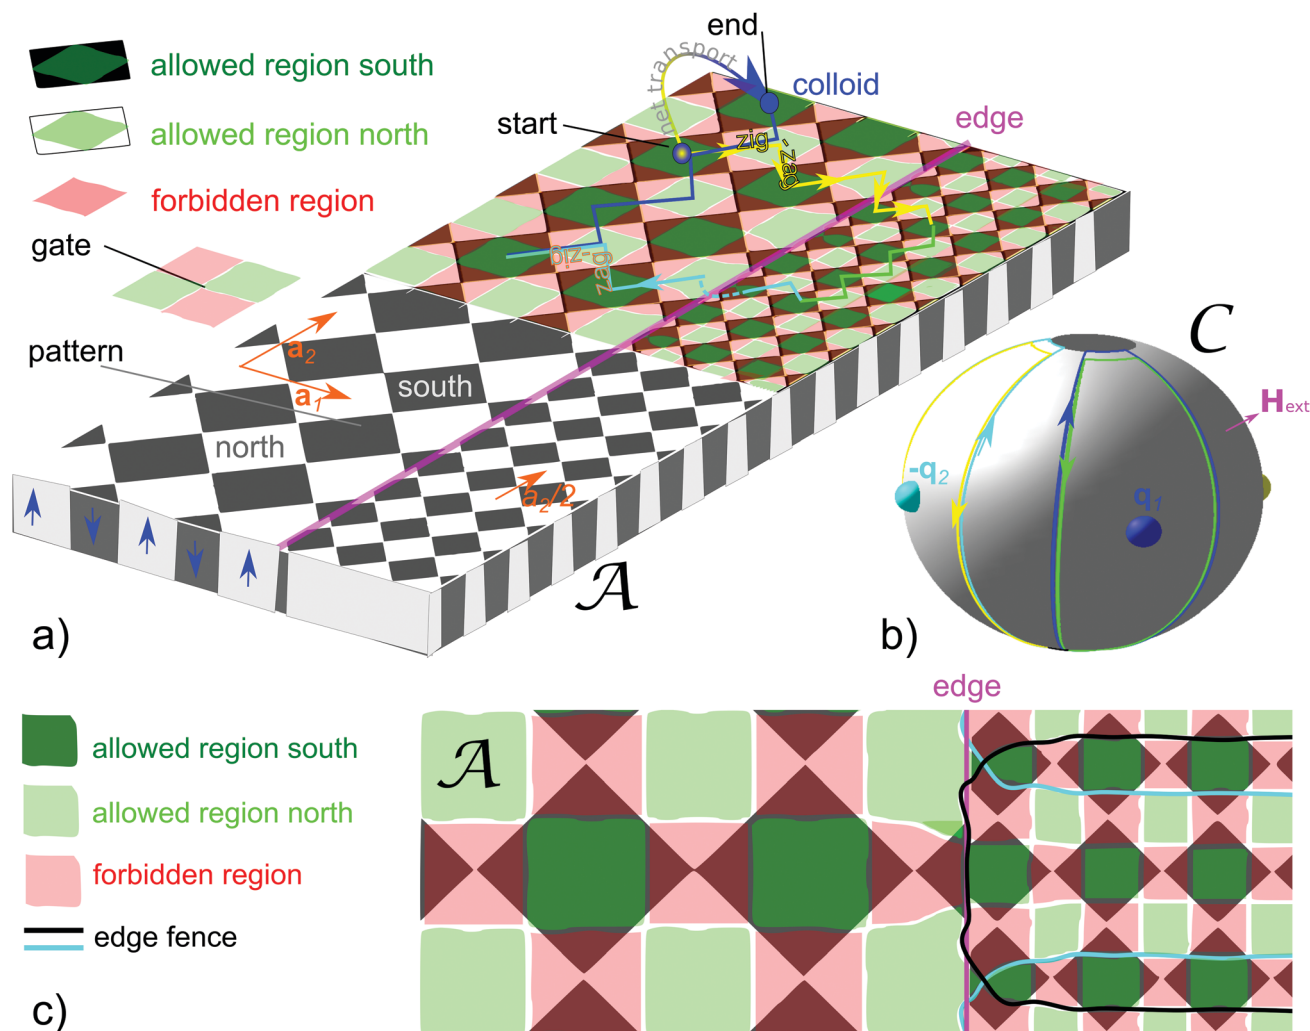 end
allowed region south
net transport
colloid
allowed region north
start
zig
-zag
edge
forbidden region
gate
zig-
zag
C
pattern
a2
a1
south
Hext
north
-q2
q1
a2/2
A
a)
b)
edge
allowed region south
A
allowed region north
forbidden region
edge fence
c)